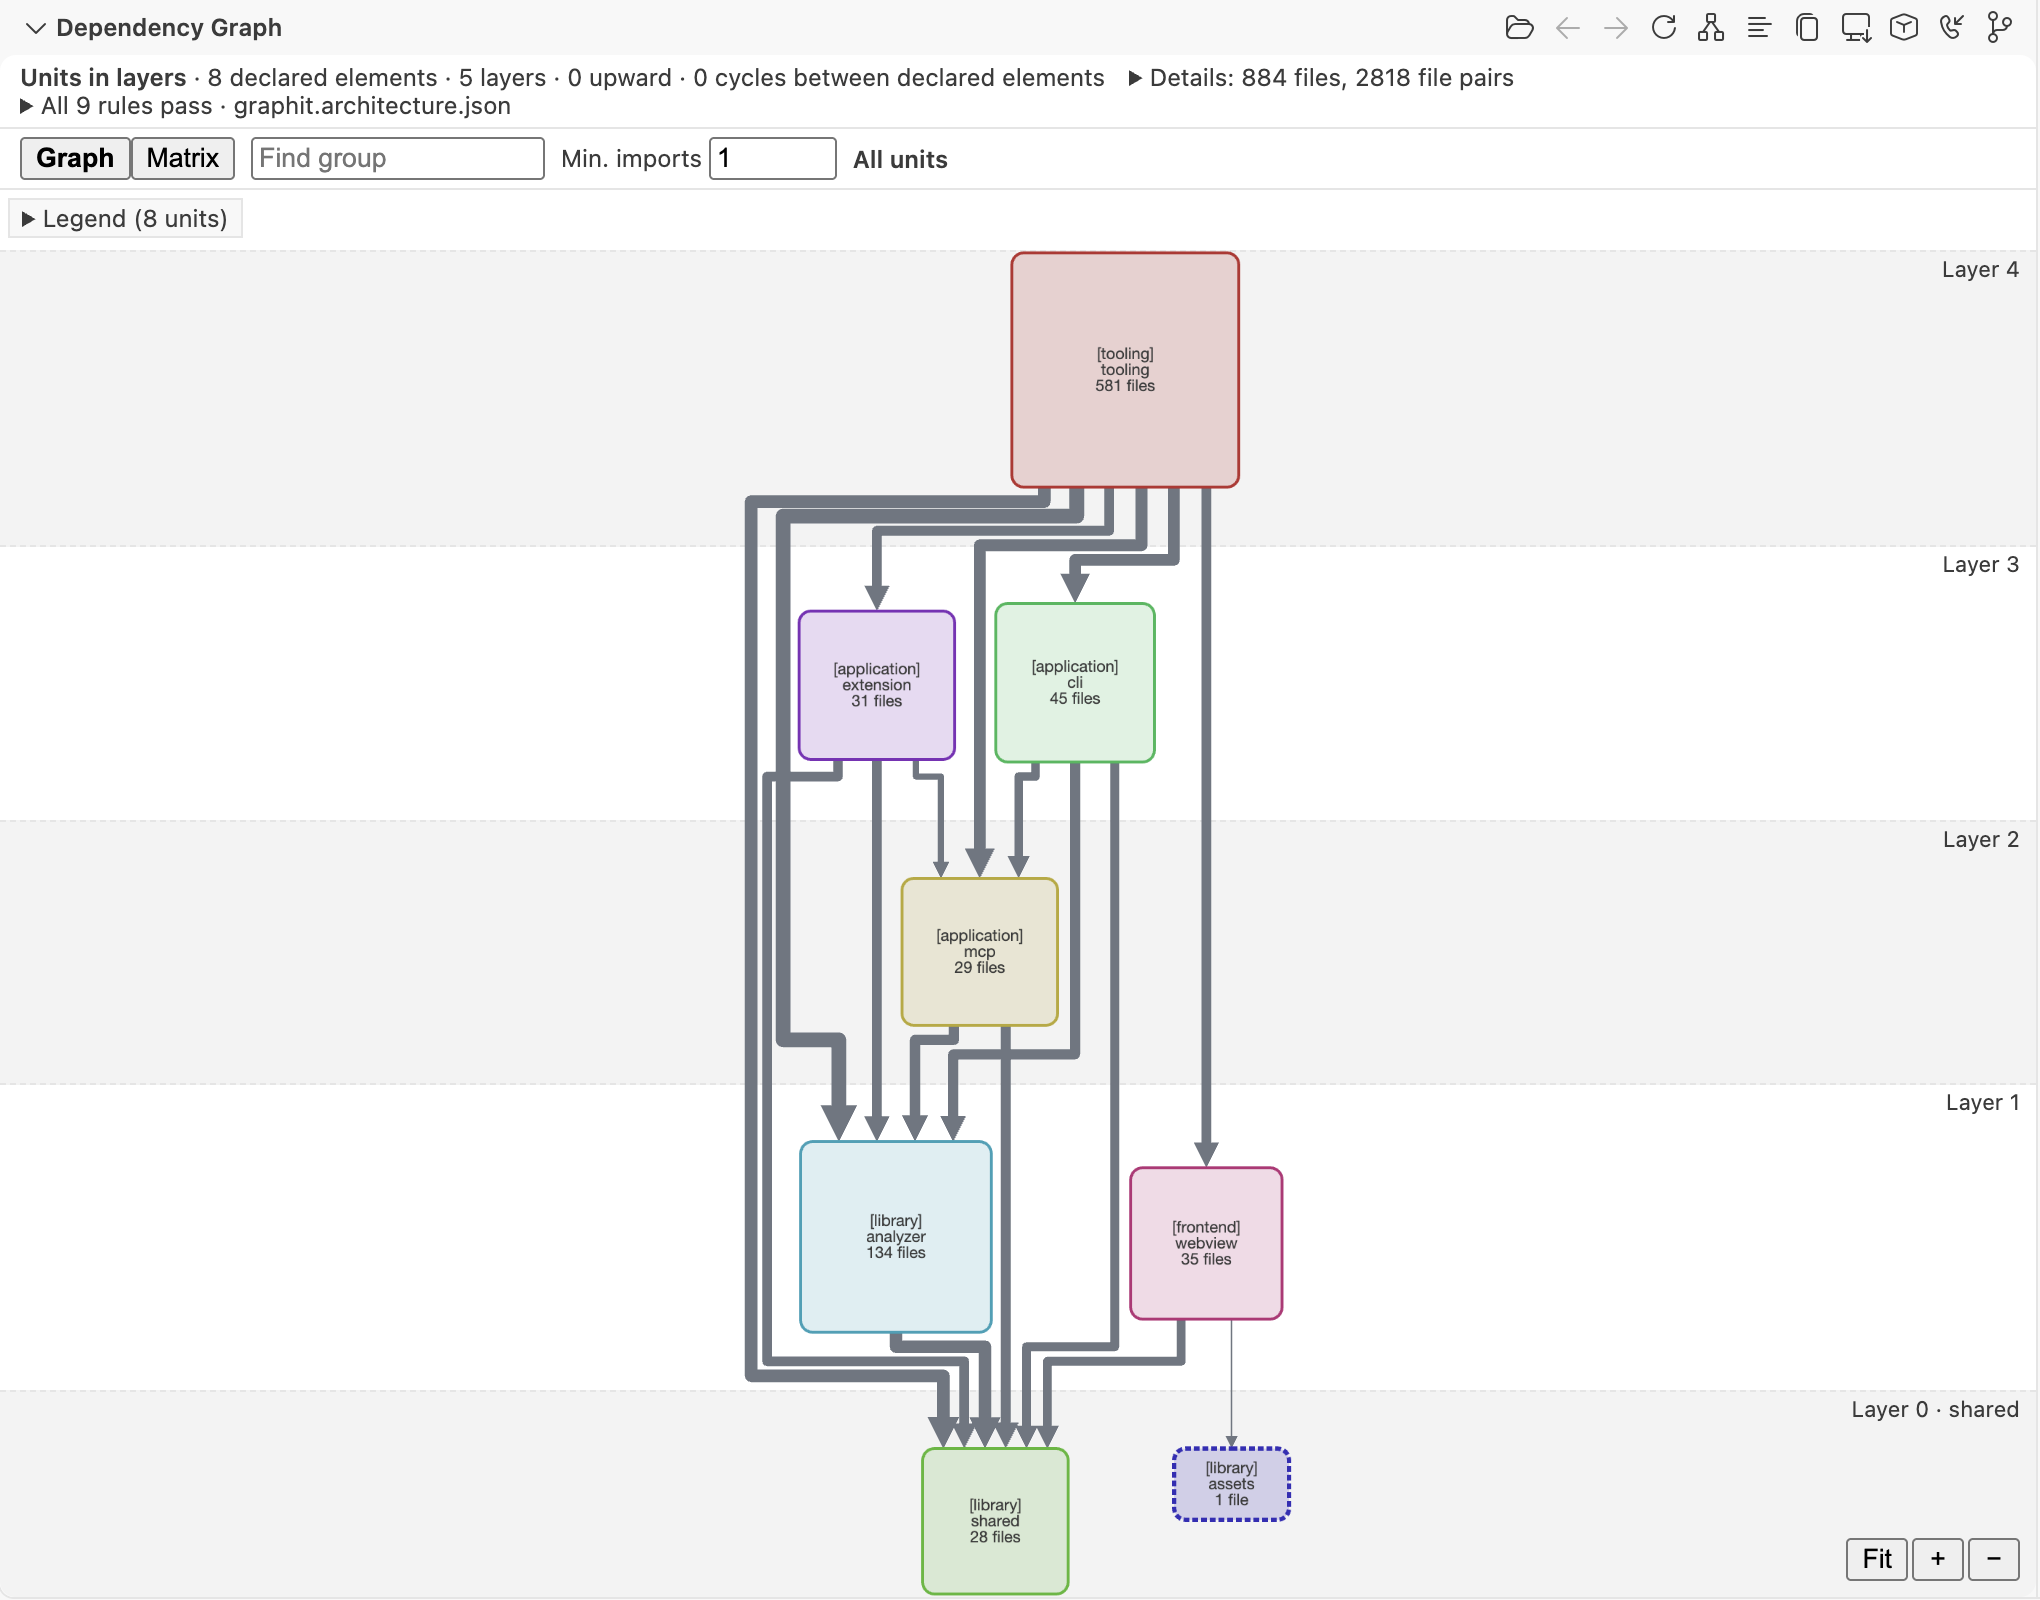 Dependency Graph
Units in layers · 8 declared elements · 5 layers · 0 upward · 0 cycles between declared elements ▶ Details: 884 files, 2818 file pairs
▶ All 9 rules pass · graphit.architecture.json
Graph Matrix Find group Min. imports 1 All units
▶ Legend (8 units)
Layer 4
[tooling]
tooling
581 files
Layer 3
[application]
extension
31 files
[application]
cli
45 files
Layer 2
[application]
mcp
29 files
Layer 1
[library]
analyzer
134 files
[frontend]
webview
35 files
Layer 0 · shared
[library]
shared
28 files
[library]
assets
1 file
Fit + −